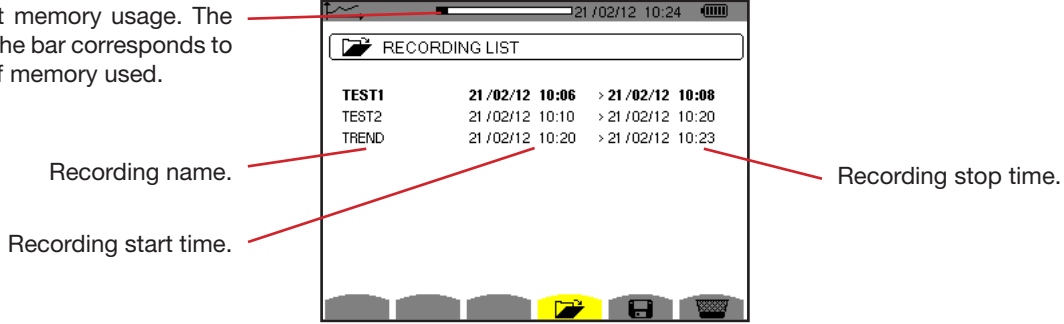 t memory usage. The
he bar corresponds to
f memory used.
21/02/12 10:24
RECORDING LIST
TEST1 21/02/12 10:06 > 21/02/12 10:08
TEST2 21/02/12 10:10 > 21/02/12 10:20
TREND 21/02/12 10:20 > 21/02/12 10:23
Recording name.
Recording stop time.
Recording start time.